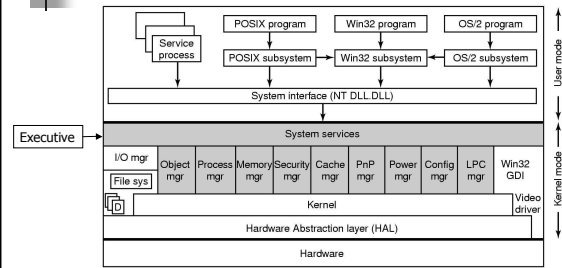 POSIX program
Win32 program
OS/2 program
Service
process
POSIX subsystem
Win32 subsystem
OS/2 subsystem
System interface (NT DLL.DLL)
User mode
Executive
System services
I/O mgr
File sys
D
Object
mgr
Process
mgr
Memory
mgr
Security
mgr
Cache
mgr
PnP
mgr
Power
mgr
Config
mgr
LPC
mgr
Win32
GDI
Kernel
Video
driver
Hardware Abstraction layer (HAL)
Hardware
Kernel mode